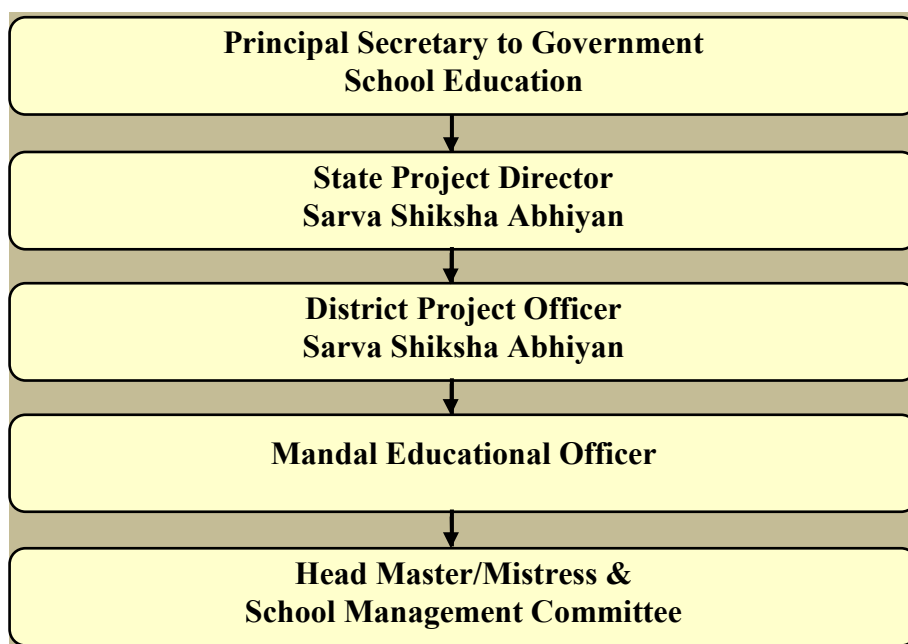 Principal Secretary to Government
School Education
State Project Director
Sarva Shiksha Abhiyan
District Project Officer
Sarva Shiksha Abhiyan
Mandal Educational Officer
Head Master/Mistress &
School Management Committee